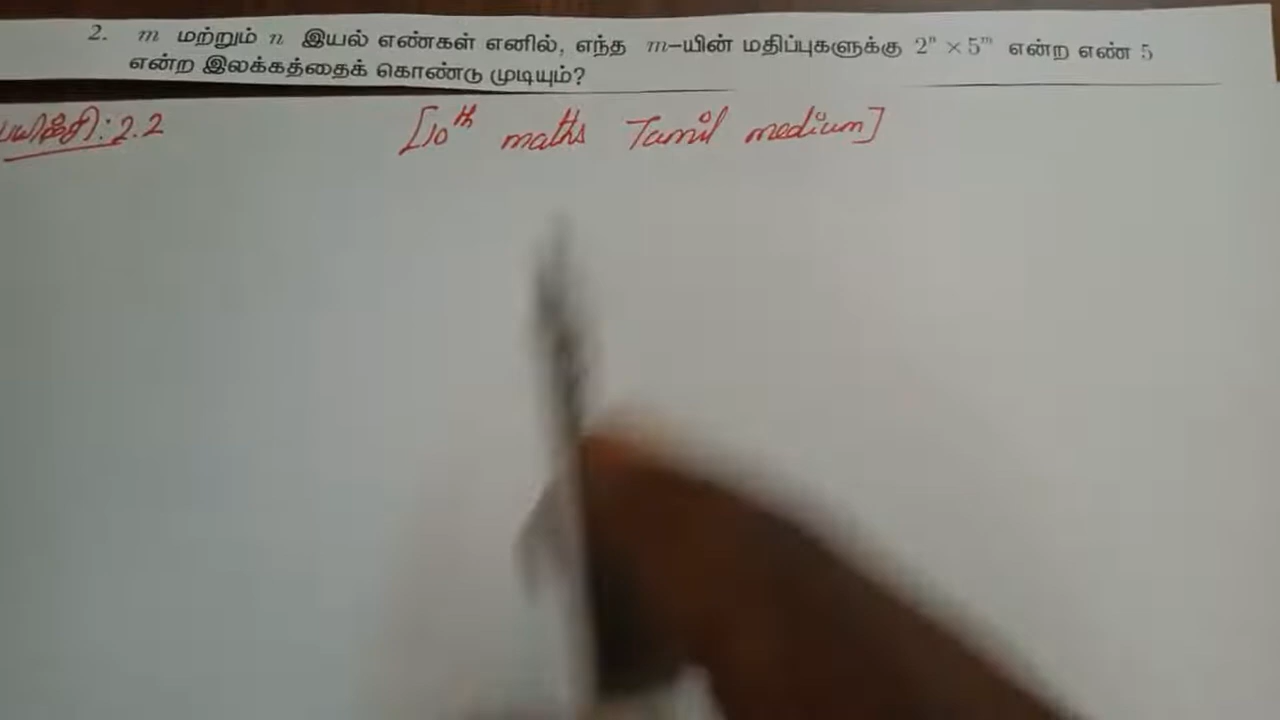 2. m மற்றும் n இயல் எண்கள் எனில், எந்த m-யின் மதிப்புகளுக்கு 2ⁿ × 5ᵐ என்ற எண் 5
என்ற இலக்கத்தைக் கொண்டு முடியும்?
பயிற்சி: 2.2 [10th maths Tamil medium]